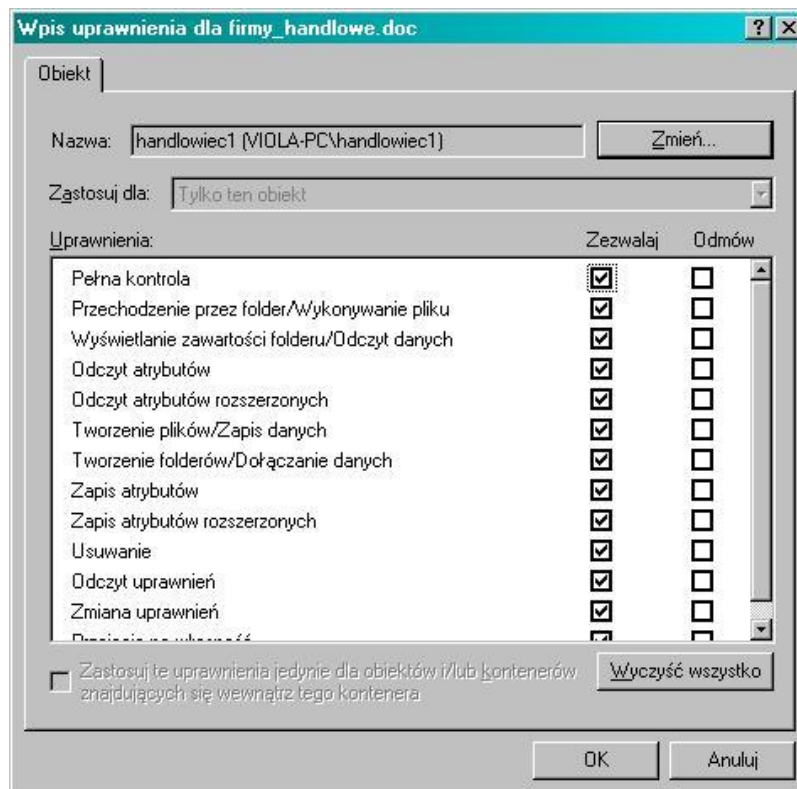 Wpis uprawnienia dla firmy_handlowe.doc
Obiekt
Nazwa: handlowiec1 (VIOLA-PC\handlowiec1) Zmień...
Zastosuj dla: Tylko ten obiekt
Uprawnienia: Zezwalaj Odmów
Pełna kontrola
Przechodzenie przez folder/Wykonywanie pliku
Wyświetlanie zawartości folderu/Odczyt danych
Odczyt atrybutów
Odczyt atrybutów rozszerzonych
Tworzenie plików/Zapis danych
Tworzenie folderów/Dołączanie danych
Zapis atrybutów
Zapis atrybutów rozszerzonych
Usuwanie
Odczyt uprawnień
Zmiana uprawnień
Zastosuj te uprawnienia jedynie dla obiektów i/lub kontenerów
znajdujących się wewnątrz tego kontenera
Wyczyść wszystko
OK Anuluj